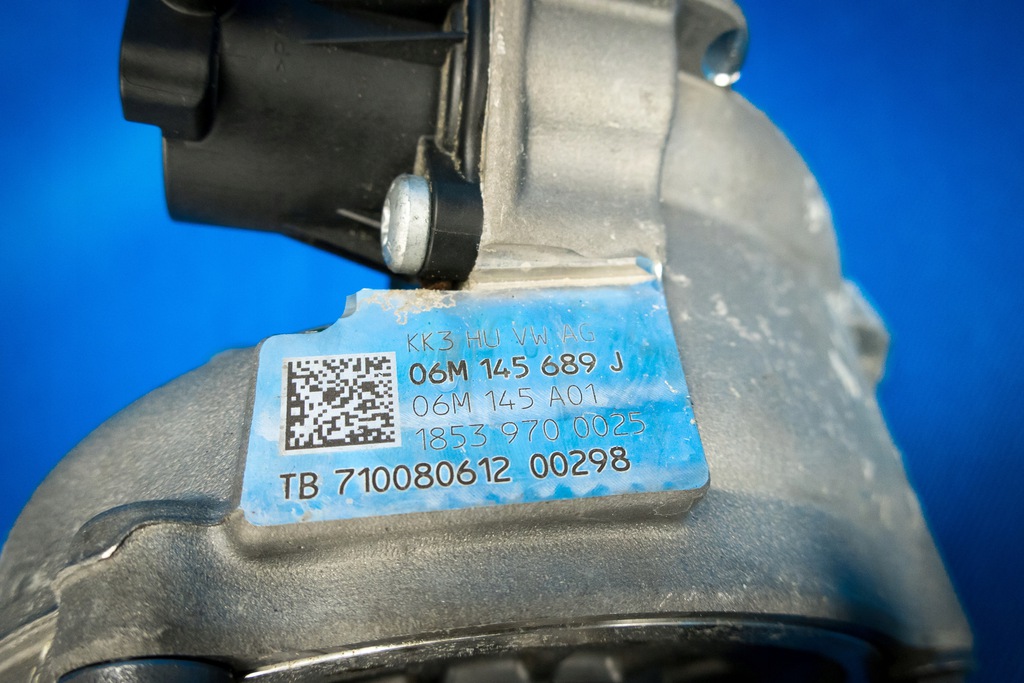 KK3 HU VW AG
06M 145 689 J
06M 145 A01
1853 970 0025
TB 710080612 00298